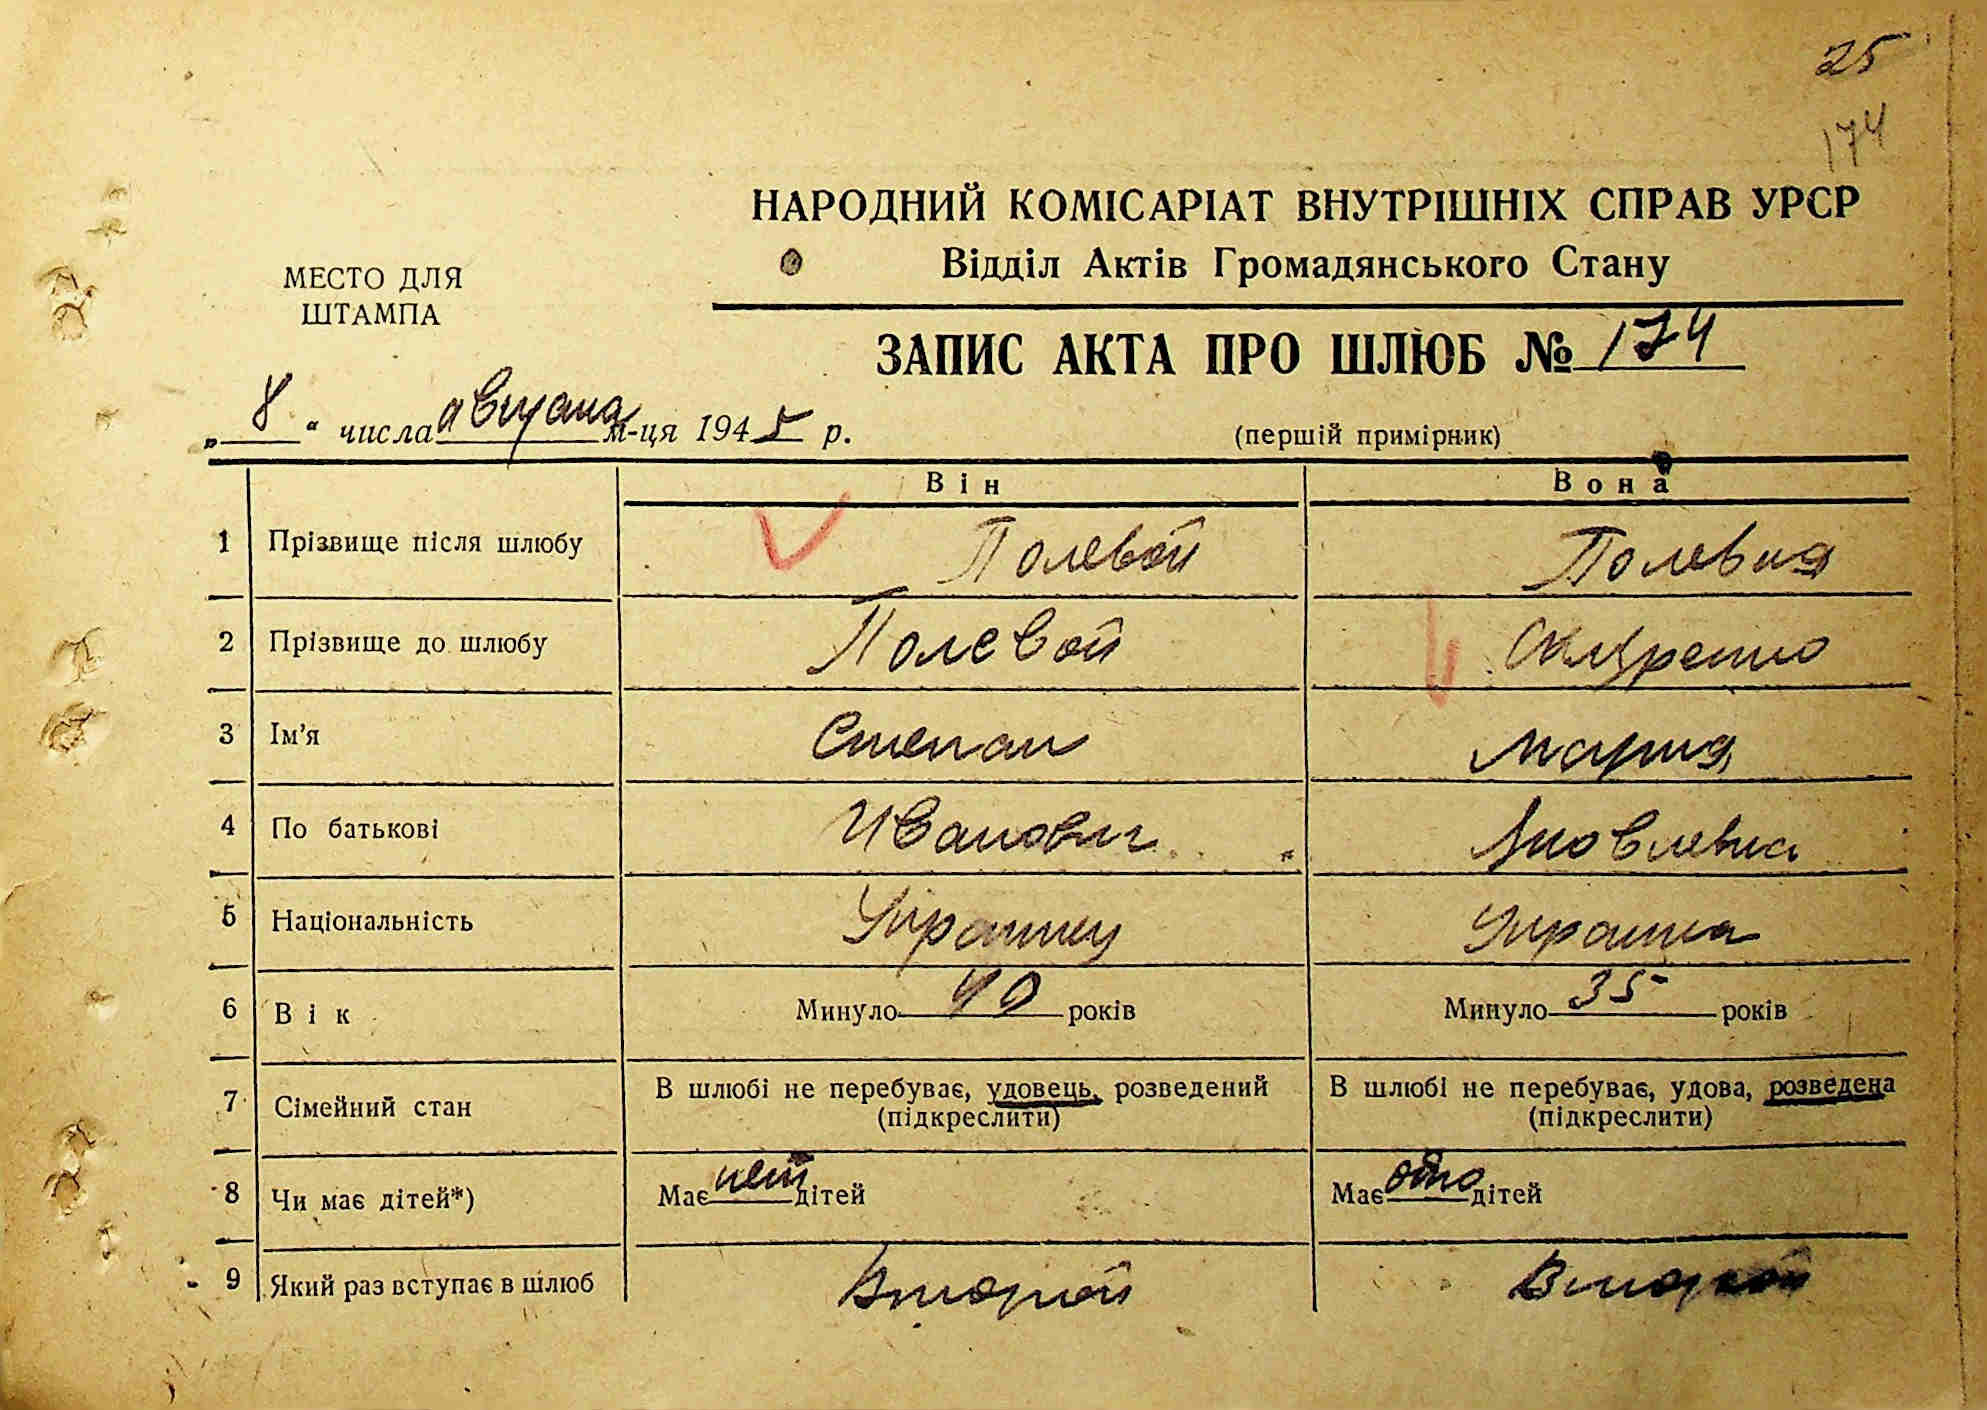 25
174
НАРОДНИЙ КОМІСАРІАТ ВНУТРІШНІХ СПРАВ УРСР
Відділ Актів Громадянського Стану
МЕСТО ДЛЯ
ШТАМПА
ЗАПИС АКТА ПРО ШЛЮБ № 174
„ 8 “ числа августа м-ця 1945 р.
(першій примірник)
Він Вона
1 Прізвище після шлюбу Полевой Полевая
2 Прізвище до шлюбу Полевой Скляренко
3 Ім'я Степан Мария
4 По батькові Иванович Яковлевна
5 Національність Украинец Украинка
6 Вік Минуло 40 років Минуло 35 років
7 Сімейний стан В шлюбі не перебуває, удовець, розведений (підкреслити) В шлюбі не перебуває, удова, розведена (підкреслити)
8 Чи має дітей*) Має нет дітей Має одно дітей
9 Який раз вступає в шлюб Второй Второй